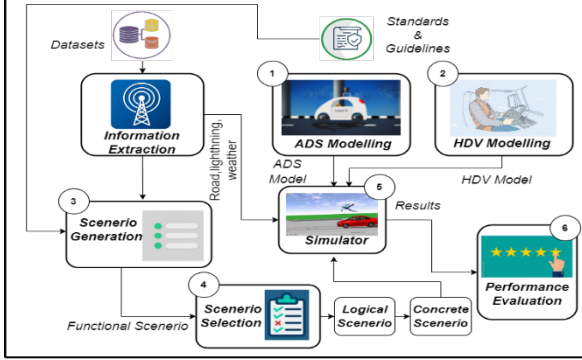 Datasets
Standards
&
Guidelines
1
2
Information
Extraction
ADS Modelling
HDV Modelling
Road,lighthning,
weather
ADS
Model
HDV Model
3
Scenerio
Generation
5
Simulator
Results
6
Performance
Evaluation
4
Scenerio
Selection
Functional Scenerio
Logical
Scenerio
Concrete
Scenerio